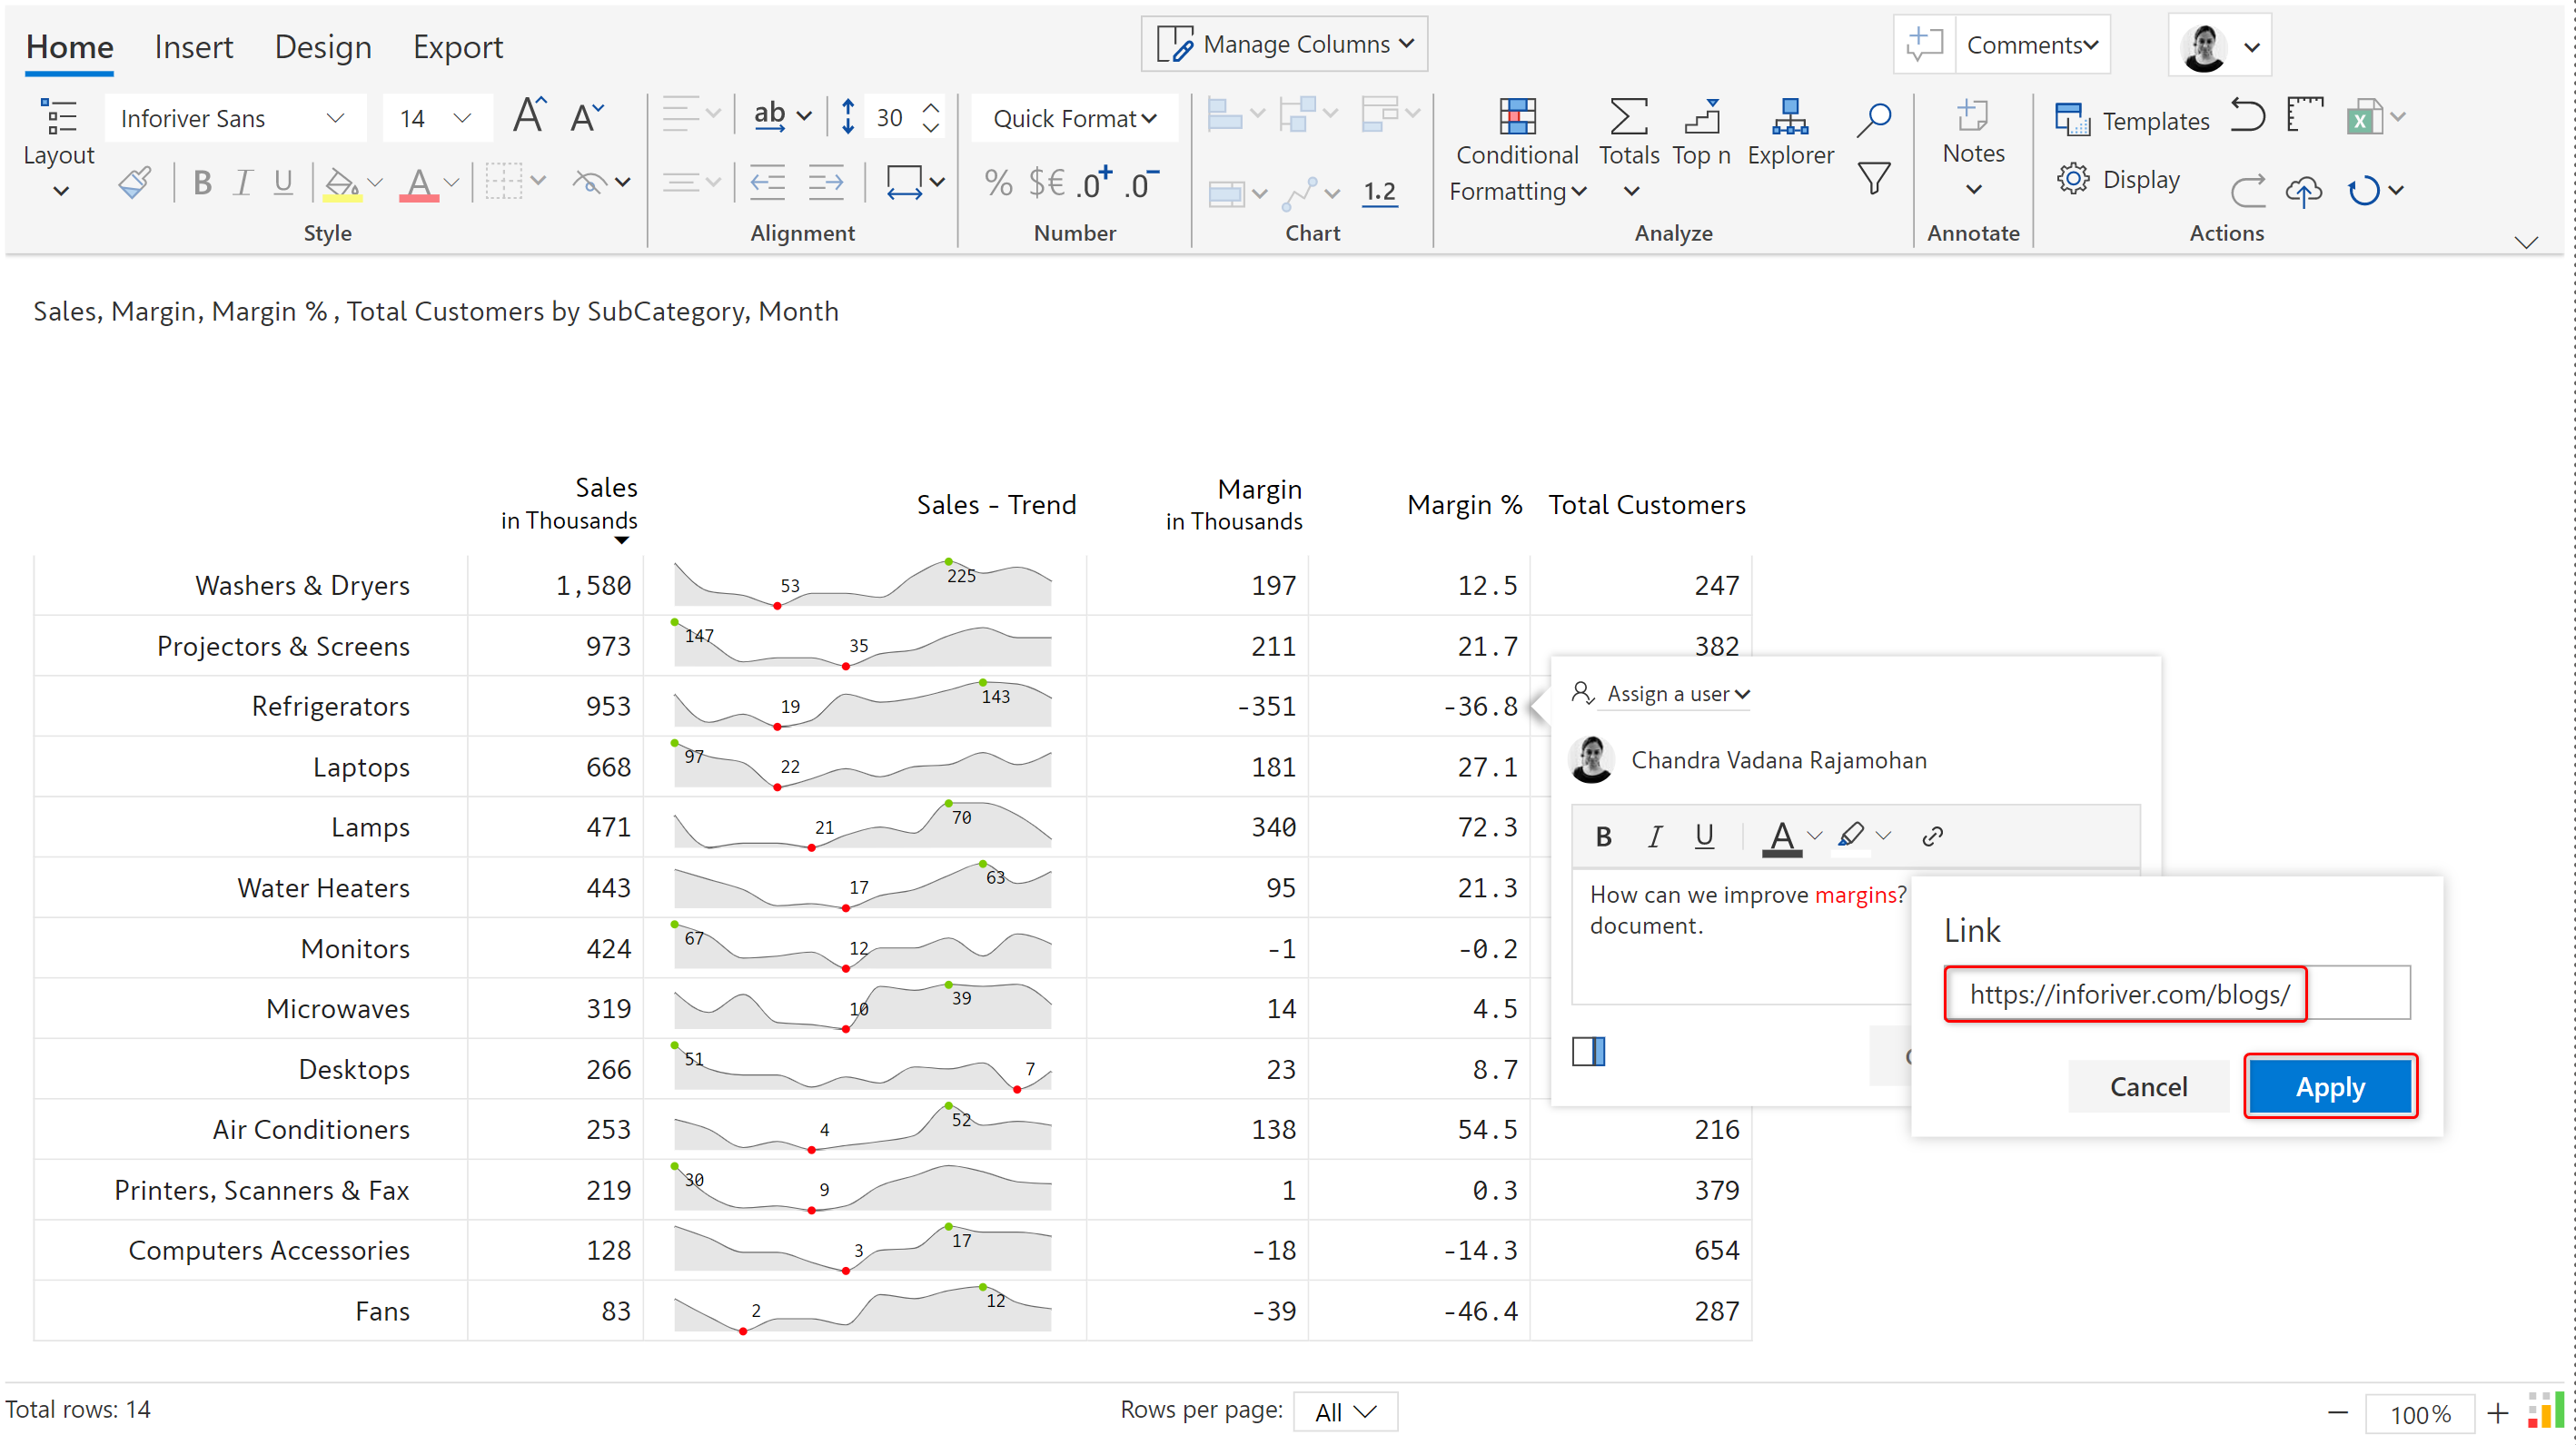 Home Insert Design Export Manage Columns Comments
Inforiver Sans 14 A A ab 30 Quick Format
Layout Conditional Formatting Totals Top n Explorer Notes Templates
B I U A % $€ .0+ .0- 1.2 Display
Style Alignment Number Chart Analyze Annotate Actions
Sales, Margin, Margin % , Total Customers by SubCategory, Month
Sales in Thousands Sales - Trend Margin in Thousands Margin % Total Customers
Washers & Dryers 1,580 53 225 197 12.5 247
Projectors & Screens 973 147 35 211 21.7 382
Refrigerators 953 19 143 -351 -36.8
Laptops 668 97 22 181 27.1
Lamps 471 21 70 340 72.3
Water Heaters 443 17 63 95 21.3
Monitors 424 67 12 -1 -0.2
Microwaves 319 10 39 14 4.5
Desktops 266 51 7 23 8.7
Air Conditioners 253 4 52 138 54.5 216
Printers, Scanners & Fax 219 30 9 1 0.3 379
Computers Accessories 128 3 17 -18 -14.3 654
Fans 83 2 12 -39 -46.4 287
Assign a user
Chandra Vadana Rajamohan
B I U A
How can we improve margins?
document.
Link
https://inforiver.com/blogs/
Cancel Apply
Total rows: 14 Rows per page: All 100%